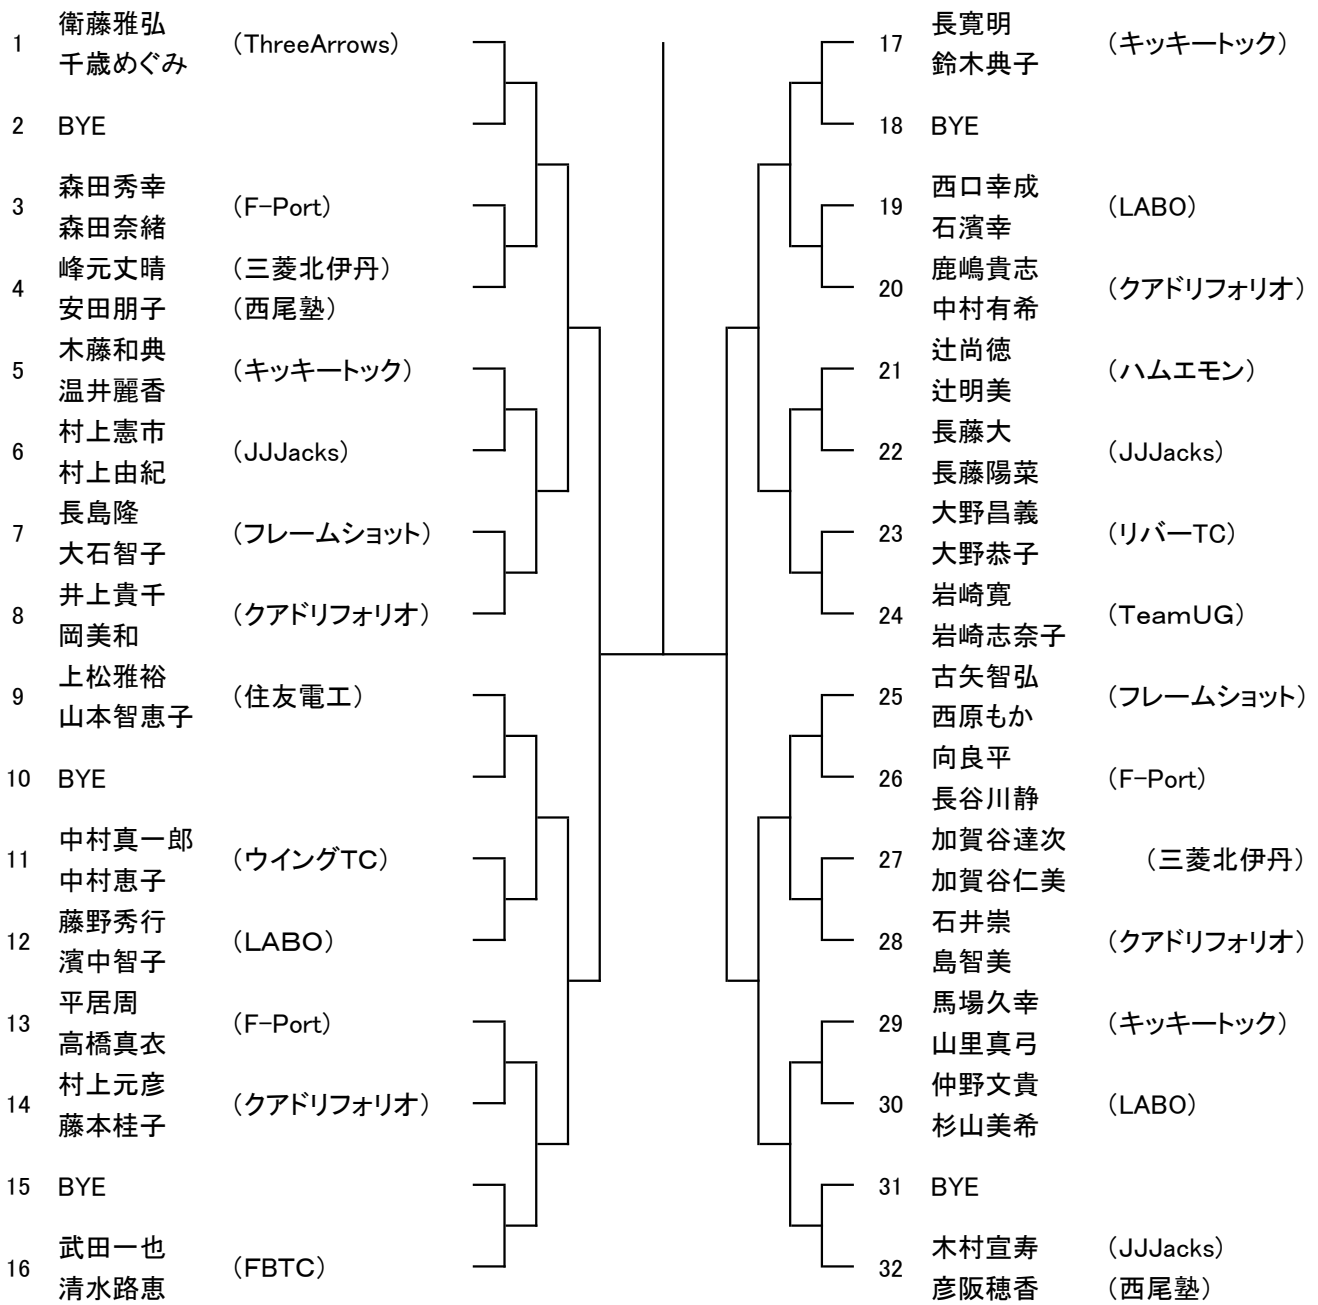 1 衛藤雅弘 (ThreeArrows)
千歳めぐみ
2 BYE
3 森田秀幸 (F-Port)
森田奈緒
4 峰元丈晴 (三菱北伊丹)
安田朋子 (西尾塾)
5 木藤和典 (キッキートック)
温井麗香
6 村上憲市 (JJJacks)
村上由紀
7 長島隆 (フレームショット)
大石智子
8 井上貴千 (クアドリフォリオ)
岡美和
9 上松雅裕 (住友電工)
山本智恵子
10 BYE
11 中村真一郎 (ウイングTC)
中村恵子
12 藤野秀行 (LABO)
濱中智子
13 平居周 (F-Port)
高橋真衣
14 村上元彦 (クアドリフォリオ)
藤本桂子
15 BYE
16 武田一也 (FBTC)
清水路恵
17 長寛明 (キッキートック)
鈴木典子
18 BYE
19 西口幸成 (LABO)
石濱幸
20 鹿嶋貴志 (クアドリフォリオ)
中村有希
21 辻尚徳 (ハムエモン)
辻明美
22 長藤大 (JJJacks)
長藤陽菜
23 大野昌義 (リバーTC)
大野恭子
24 岩崎寛 (TeamUG)
岩崎志奈子
25 古矢智弘 (フレームショット)
西原もか
26 向良平 (F-Port)
長谷川静
27 加賀谷達次 (三菱北伊丹)
加賀谷仁美
28 石井崇 (クアドリフォリオ)
島智美
29 馬場久幸 (キッキートック)
山里真弓
30 仲野文貴 (LABO)
杉山美希
31 BYE
32 木村宣寿 (JJJacks)
彦阪穂香 (西尾塾)